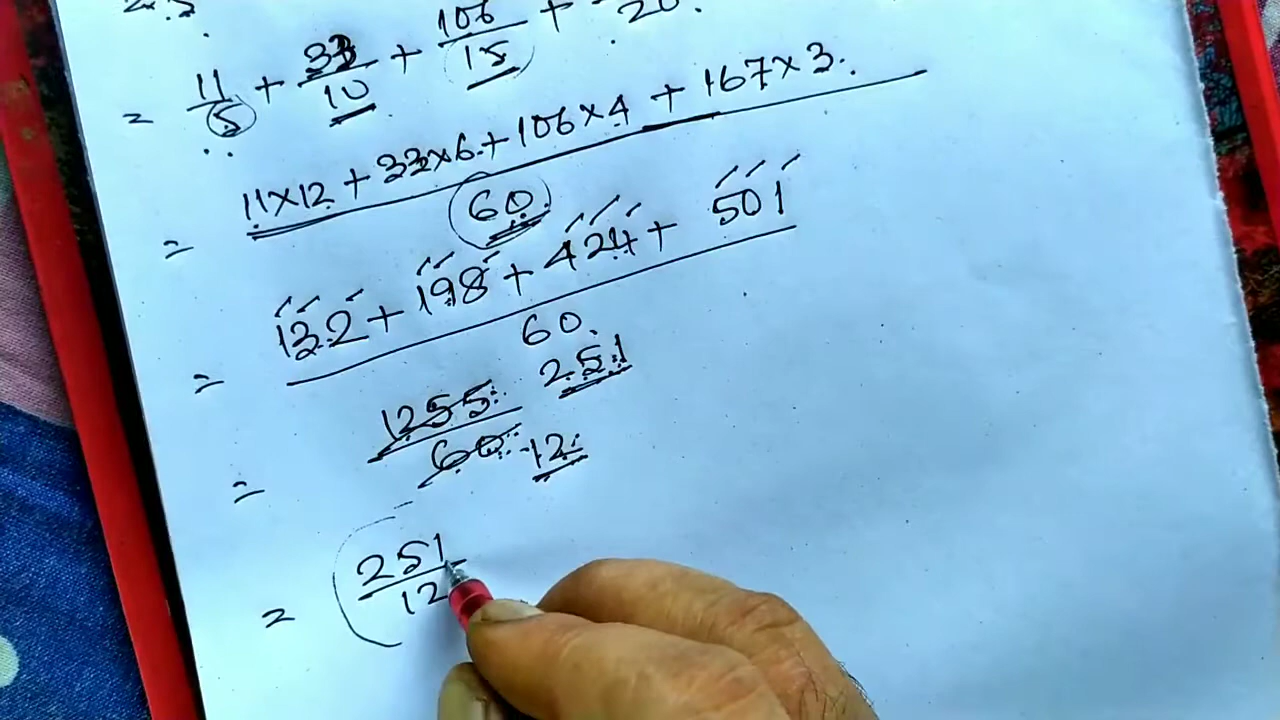 = 11/5 + 33/10 + 106/15 + /20.
= 11×12 + 33×6 + 106×4 + 167×3. / 60.
= 132 + 198 + 424 + 501 / 60.
= 1255 / 60 251 / 12
= 251 / 12